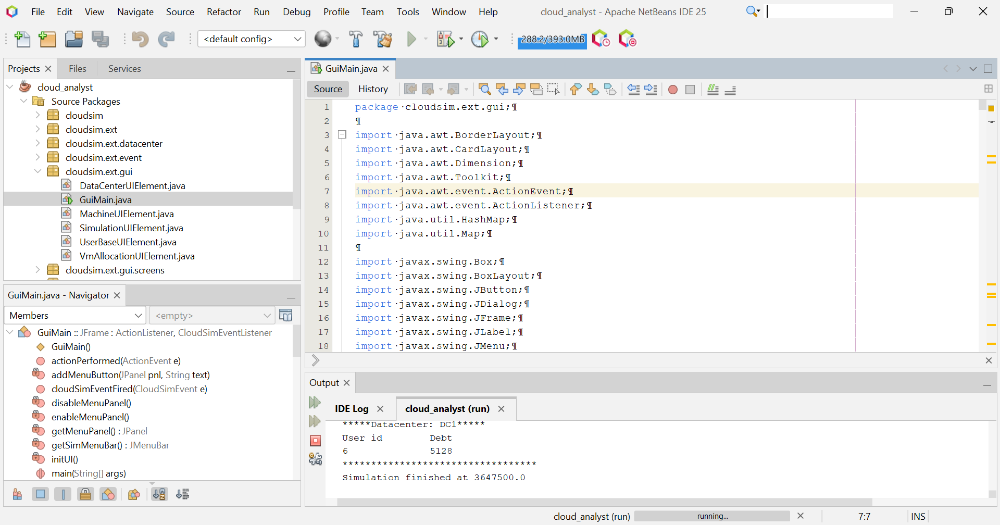 File Edit View Navigate Source Refactor Run Debug Profile Team Tools Window Help cloud_analyst - Apache NetBeans IDE 25
<default config> 288.2/393.0MB
Projects Files Services
cloud_analyst
Source Packages
cloudsim
cloudsim.ext
cloudsim.ext.datacenter
cloudsim.ext.event
cloudsim.ext.gui
DataCenterUIElement.java
GuiMain.java
MachineUIElement.java
SimulationUIElement.java
UserBaseUIElement.java
VmAllocationUIElement.java
cloudsim.ext.gui.screens
GuiMain.java - Navigator
Members <empty>
GuiMain :: JFrame : ActionListener, CloudSimEventListener
GuiMain()
actionPerformed(ActionEvent e)
addMenuButton(JPanel pnl, String text)
cloudSimEventFired(CloudSimEvent e)
disableMenuPanel()
enableMenuPanel()
getMenuPanel() : JPanel
getSimMenuBar() : JMenuBar
initUI()
main(String[] args)
GuiMain.java
Source History
1 package·cloudsim.ext.gui;¶
2 ¶
3 import·java.awt.BorderLayout;¶
4 import·java.awt.CardLayout;¶
5 import·java.awt.Dimension;¶
6 import·java.awt.Toolkit;¶
7 import·java.awt.event.ActionEvent;¶
8 import·java.awt.event.ActionListener;¶
9 import·java.util.HashMap;¶
10 import·java.util.Map;¶
11 ¶
12 import·javax.swing.Box;¶
13 import·javax.swing.BoxLayout;¶
14 import·javax.swing.JButton;¶
15 import·javax.swing.JDialog;¶
16 import·javax.swing.JFrame;¶
17 import·javax.swing.JLabel;¶
18 import·javax.swing.JMenu;¶
Output
IDE Log cloud_analyst (run)
*****Datacenter: DC1*****
User id Debt
6 5128
**********************************
Simulation finished at 3647500.0
cloud_analyst (run) running... 7:7 INS